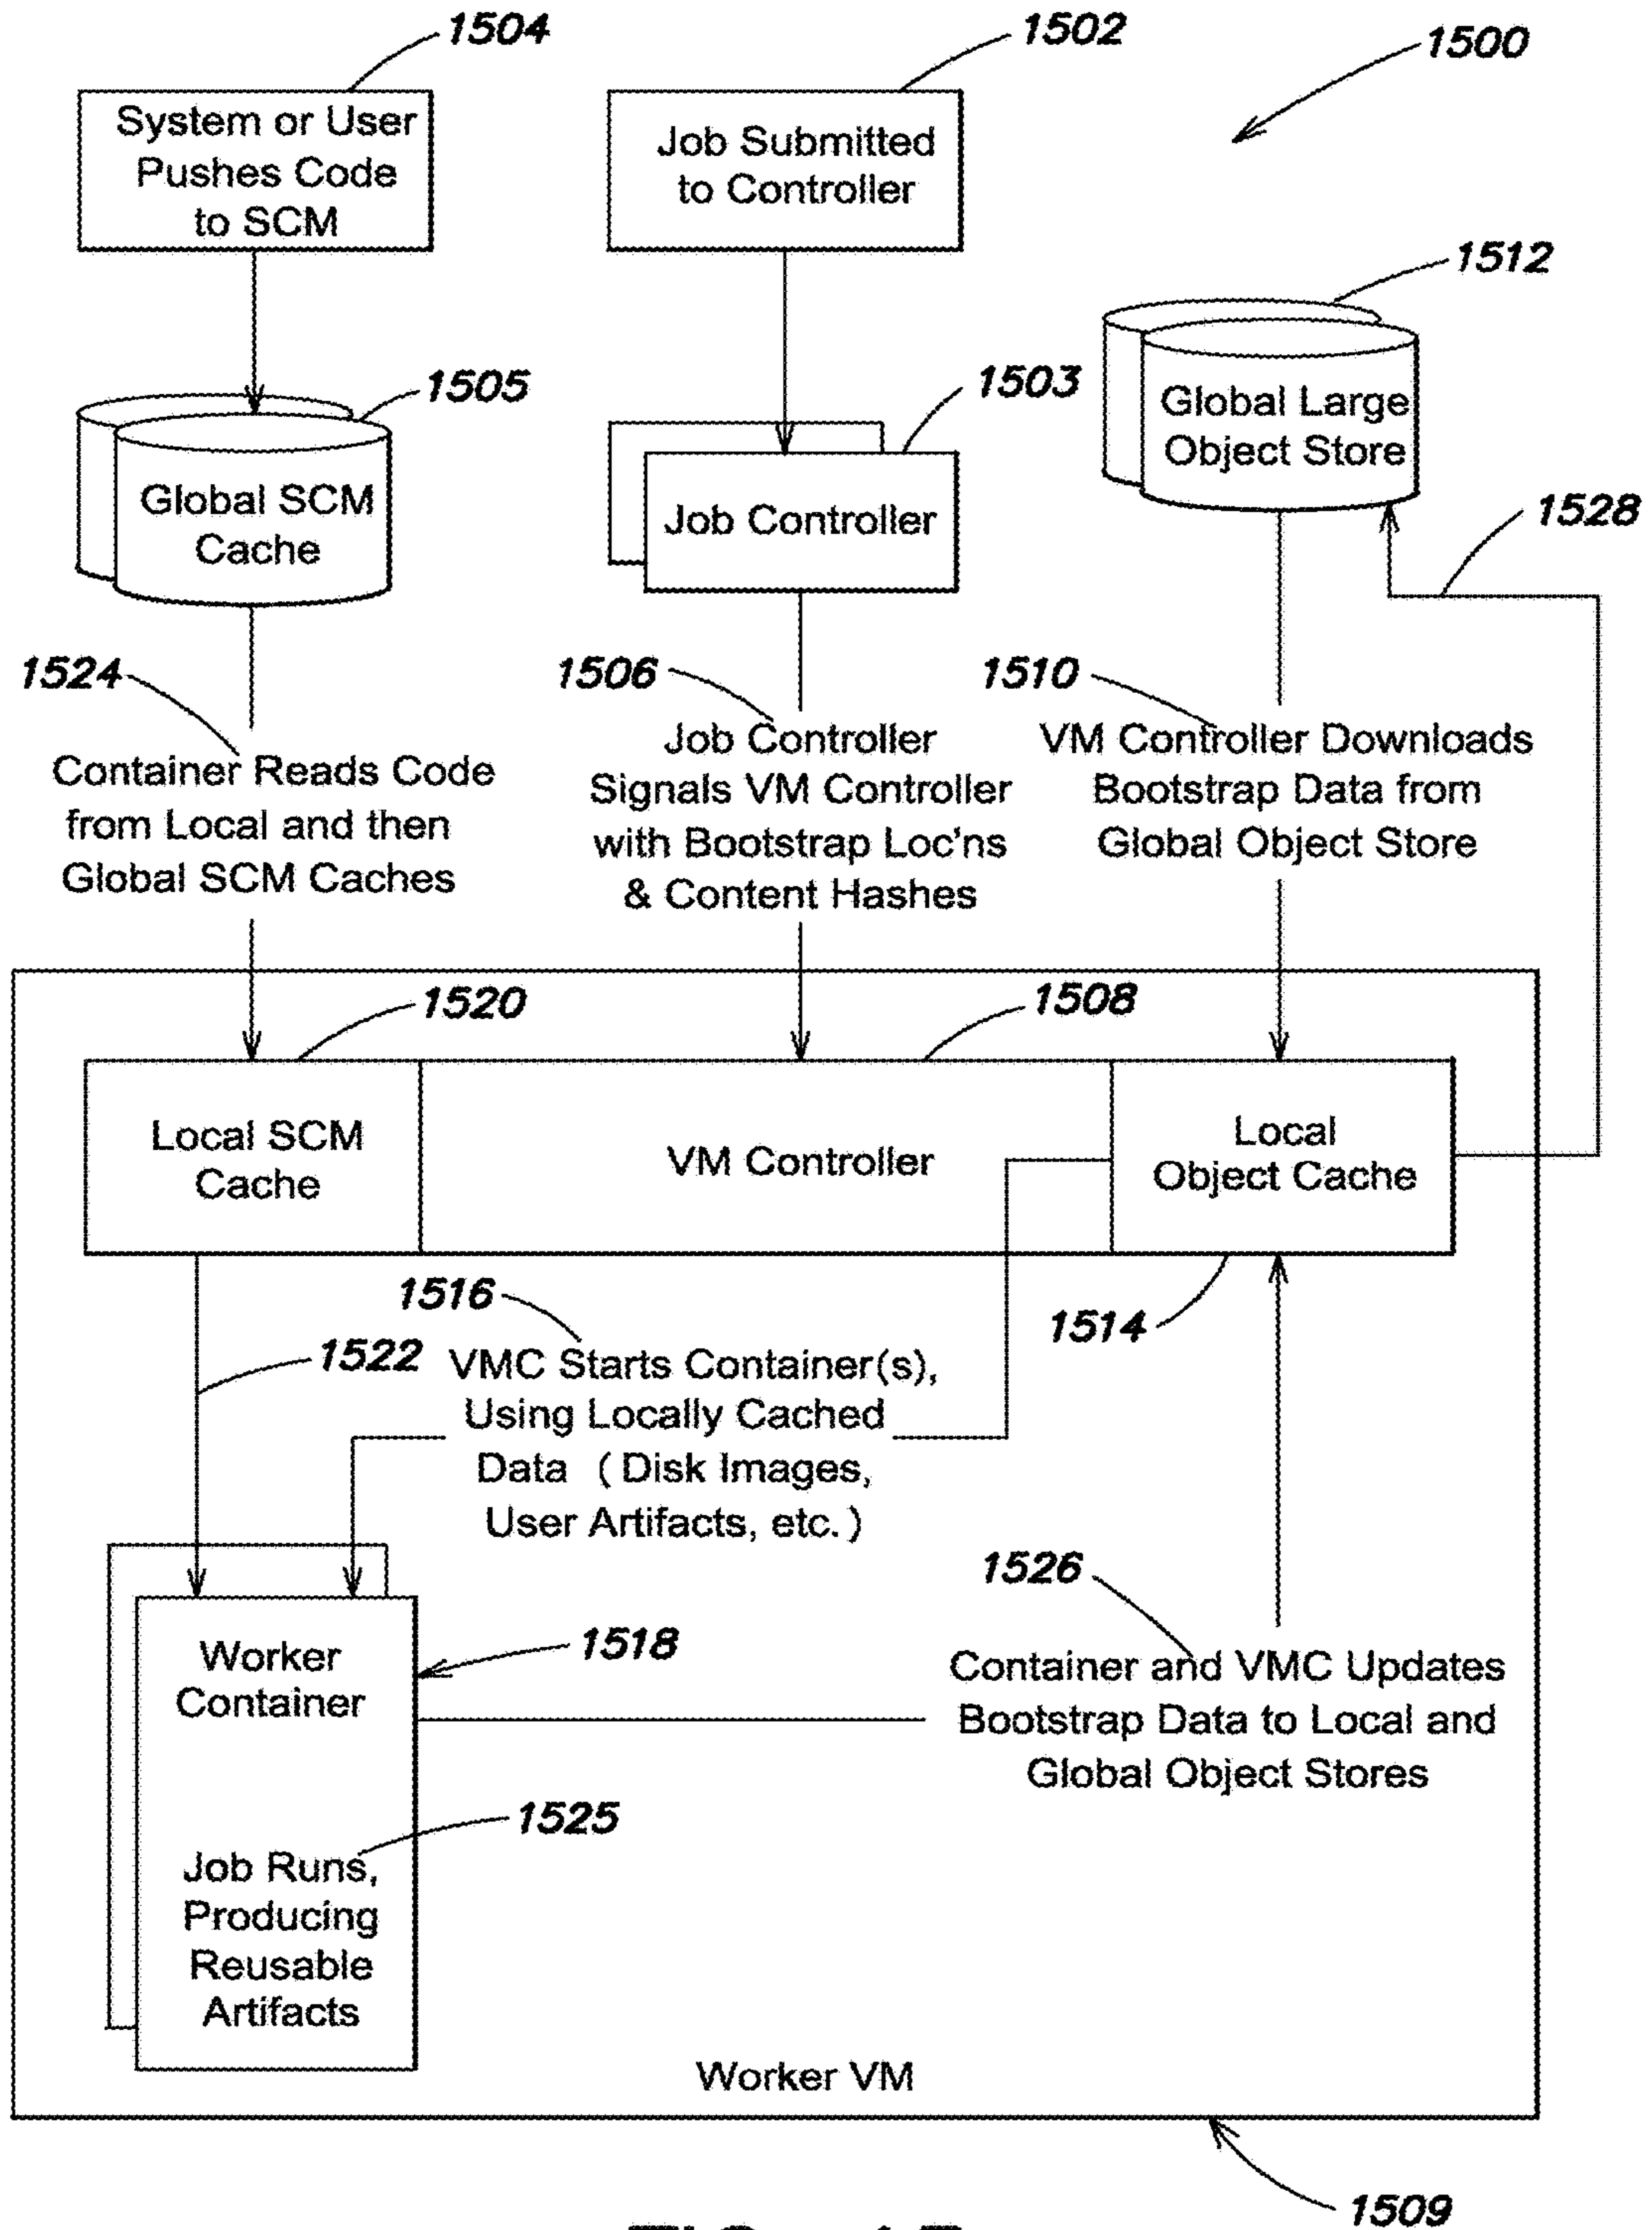 1504
1502
1500
System or User
Pushes Code
to SCM
Job Submitted
to Controller
1512
1505
1503
Global Large
Object Store
Global SCM
Cache
Job Controller
1528
1524
1506
1510
Container Reads Code
from Local and then
Global SCM Caches
Job Controller
Signals VM Controller
with Bootstrap Loc'ns
& Content Hashes
VM Controller Downloads
Bootstrap Data from
Global Object Store
1520
1508
Local SCM
Cache
VM Controller
Local
Object Cache
1516
1514
1522
VMC Starts Container(s),
Using Locally Cached
Data (Disk Images,
User Artifacts, etc.)
1526
1518
Worker
Container
Container and VMC Updates
Bootstrap Data to Local and
Global Object Stores
1525
Job Runs,
Producing
Reusable
Artifacts
Worker VM
1509